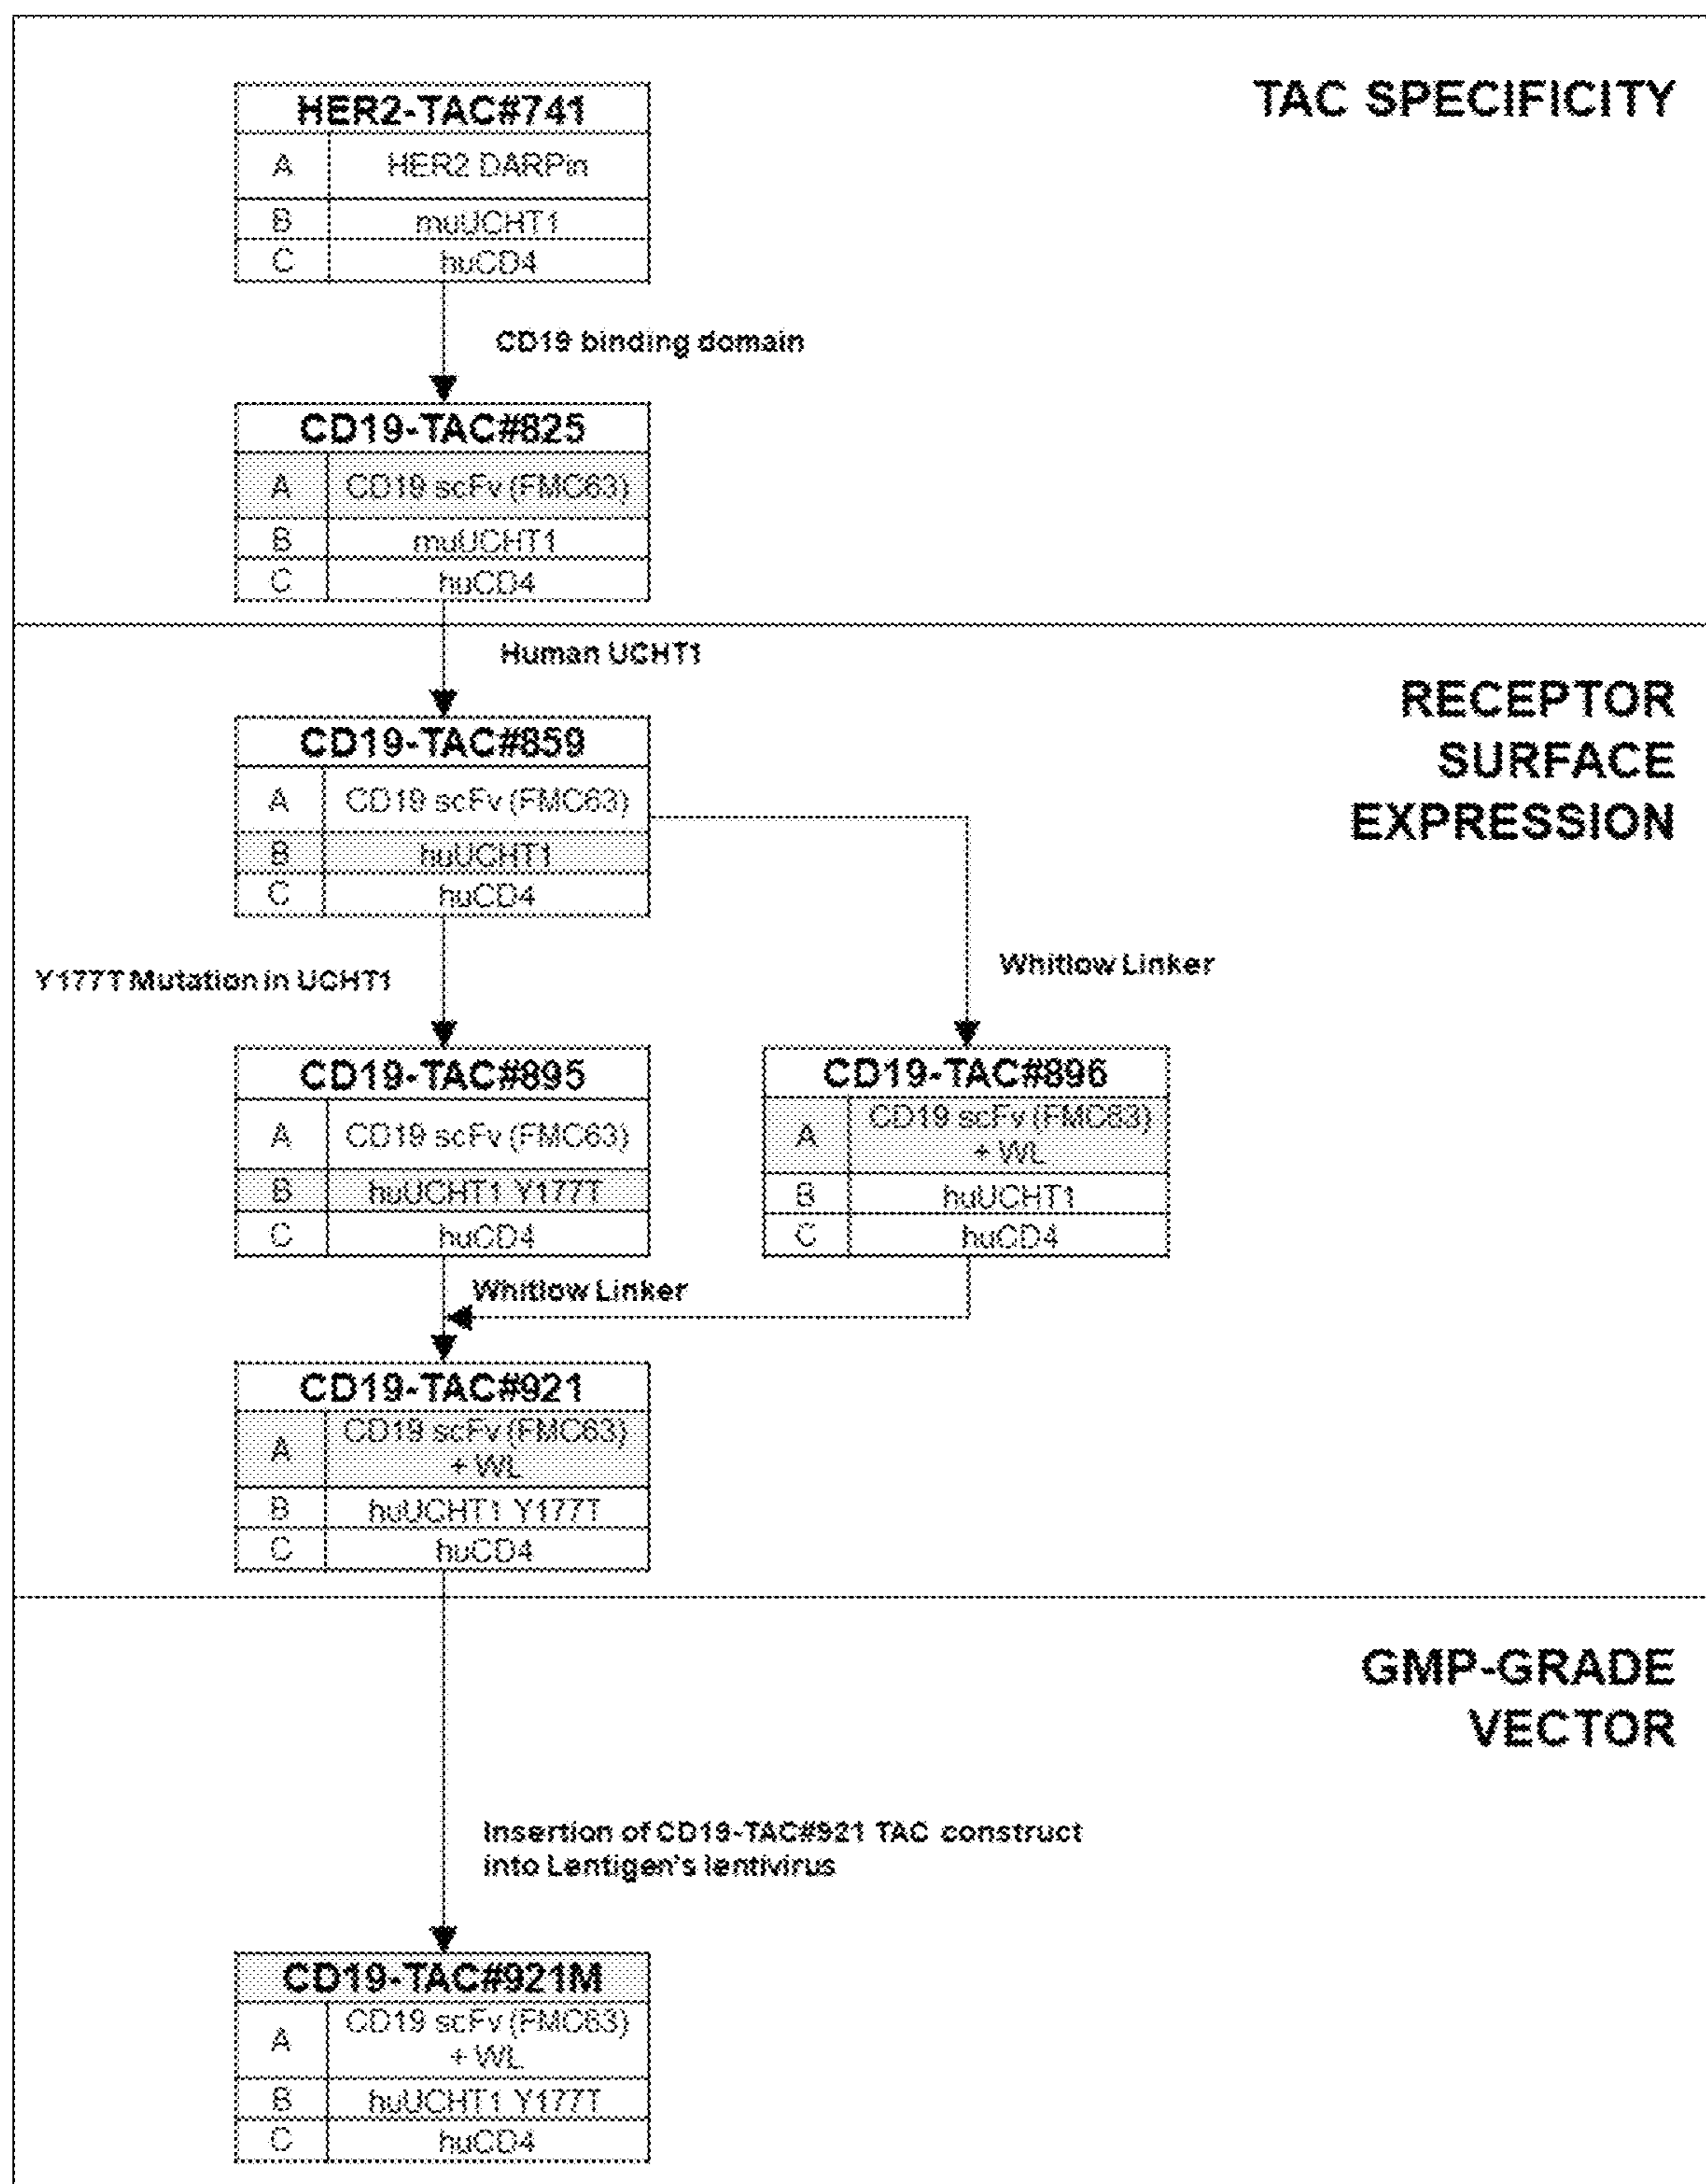 TAC SPECIFICITY
HER2-TAC#741
A HER2 DARPin
B muUCHT1
C huCD4
CD19 binding domain
CD19-TAC#825
A CD19 scFv (FMC63)
B muUCHT1
C huCD4
Human UCHT1
RECEPTOR
SURFACE
EXPRESSION
CD19-TAC#859
A CD19 scFv (FMC63)
B huUCHT1
C huCD4
Y177T Mutation in UCHT1
Whitlow Linker
CD19-TAC#895
A CD19 scFv (FMC63)
B huUCHT1 Y177T
C huCD4
CD19-TAC#896
A CD19 scFv (FMC63)
+ WL
B huUCHT1
C huCD4
Whitlow Linker
CD19-TAC#921
A CD19 scFv (FMC63)
+ WL
B huUCHT1 Y177T
C huCD4
GMP-GRADE
VECTOR
Insertion of CD19-TAC#921 TAC construct
into Lentigen's lentivirus
CD19-TAC#921M
A CD19 scFv (FMC63)
+ WL
B huUCHT1 Y177T
C huCD4